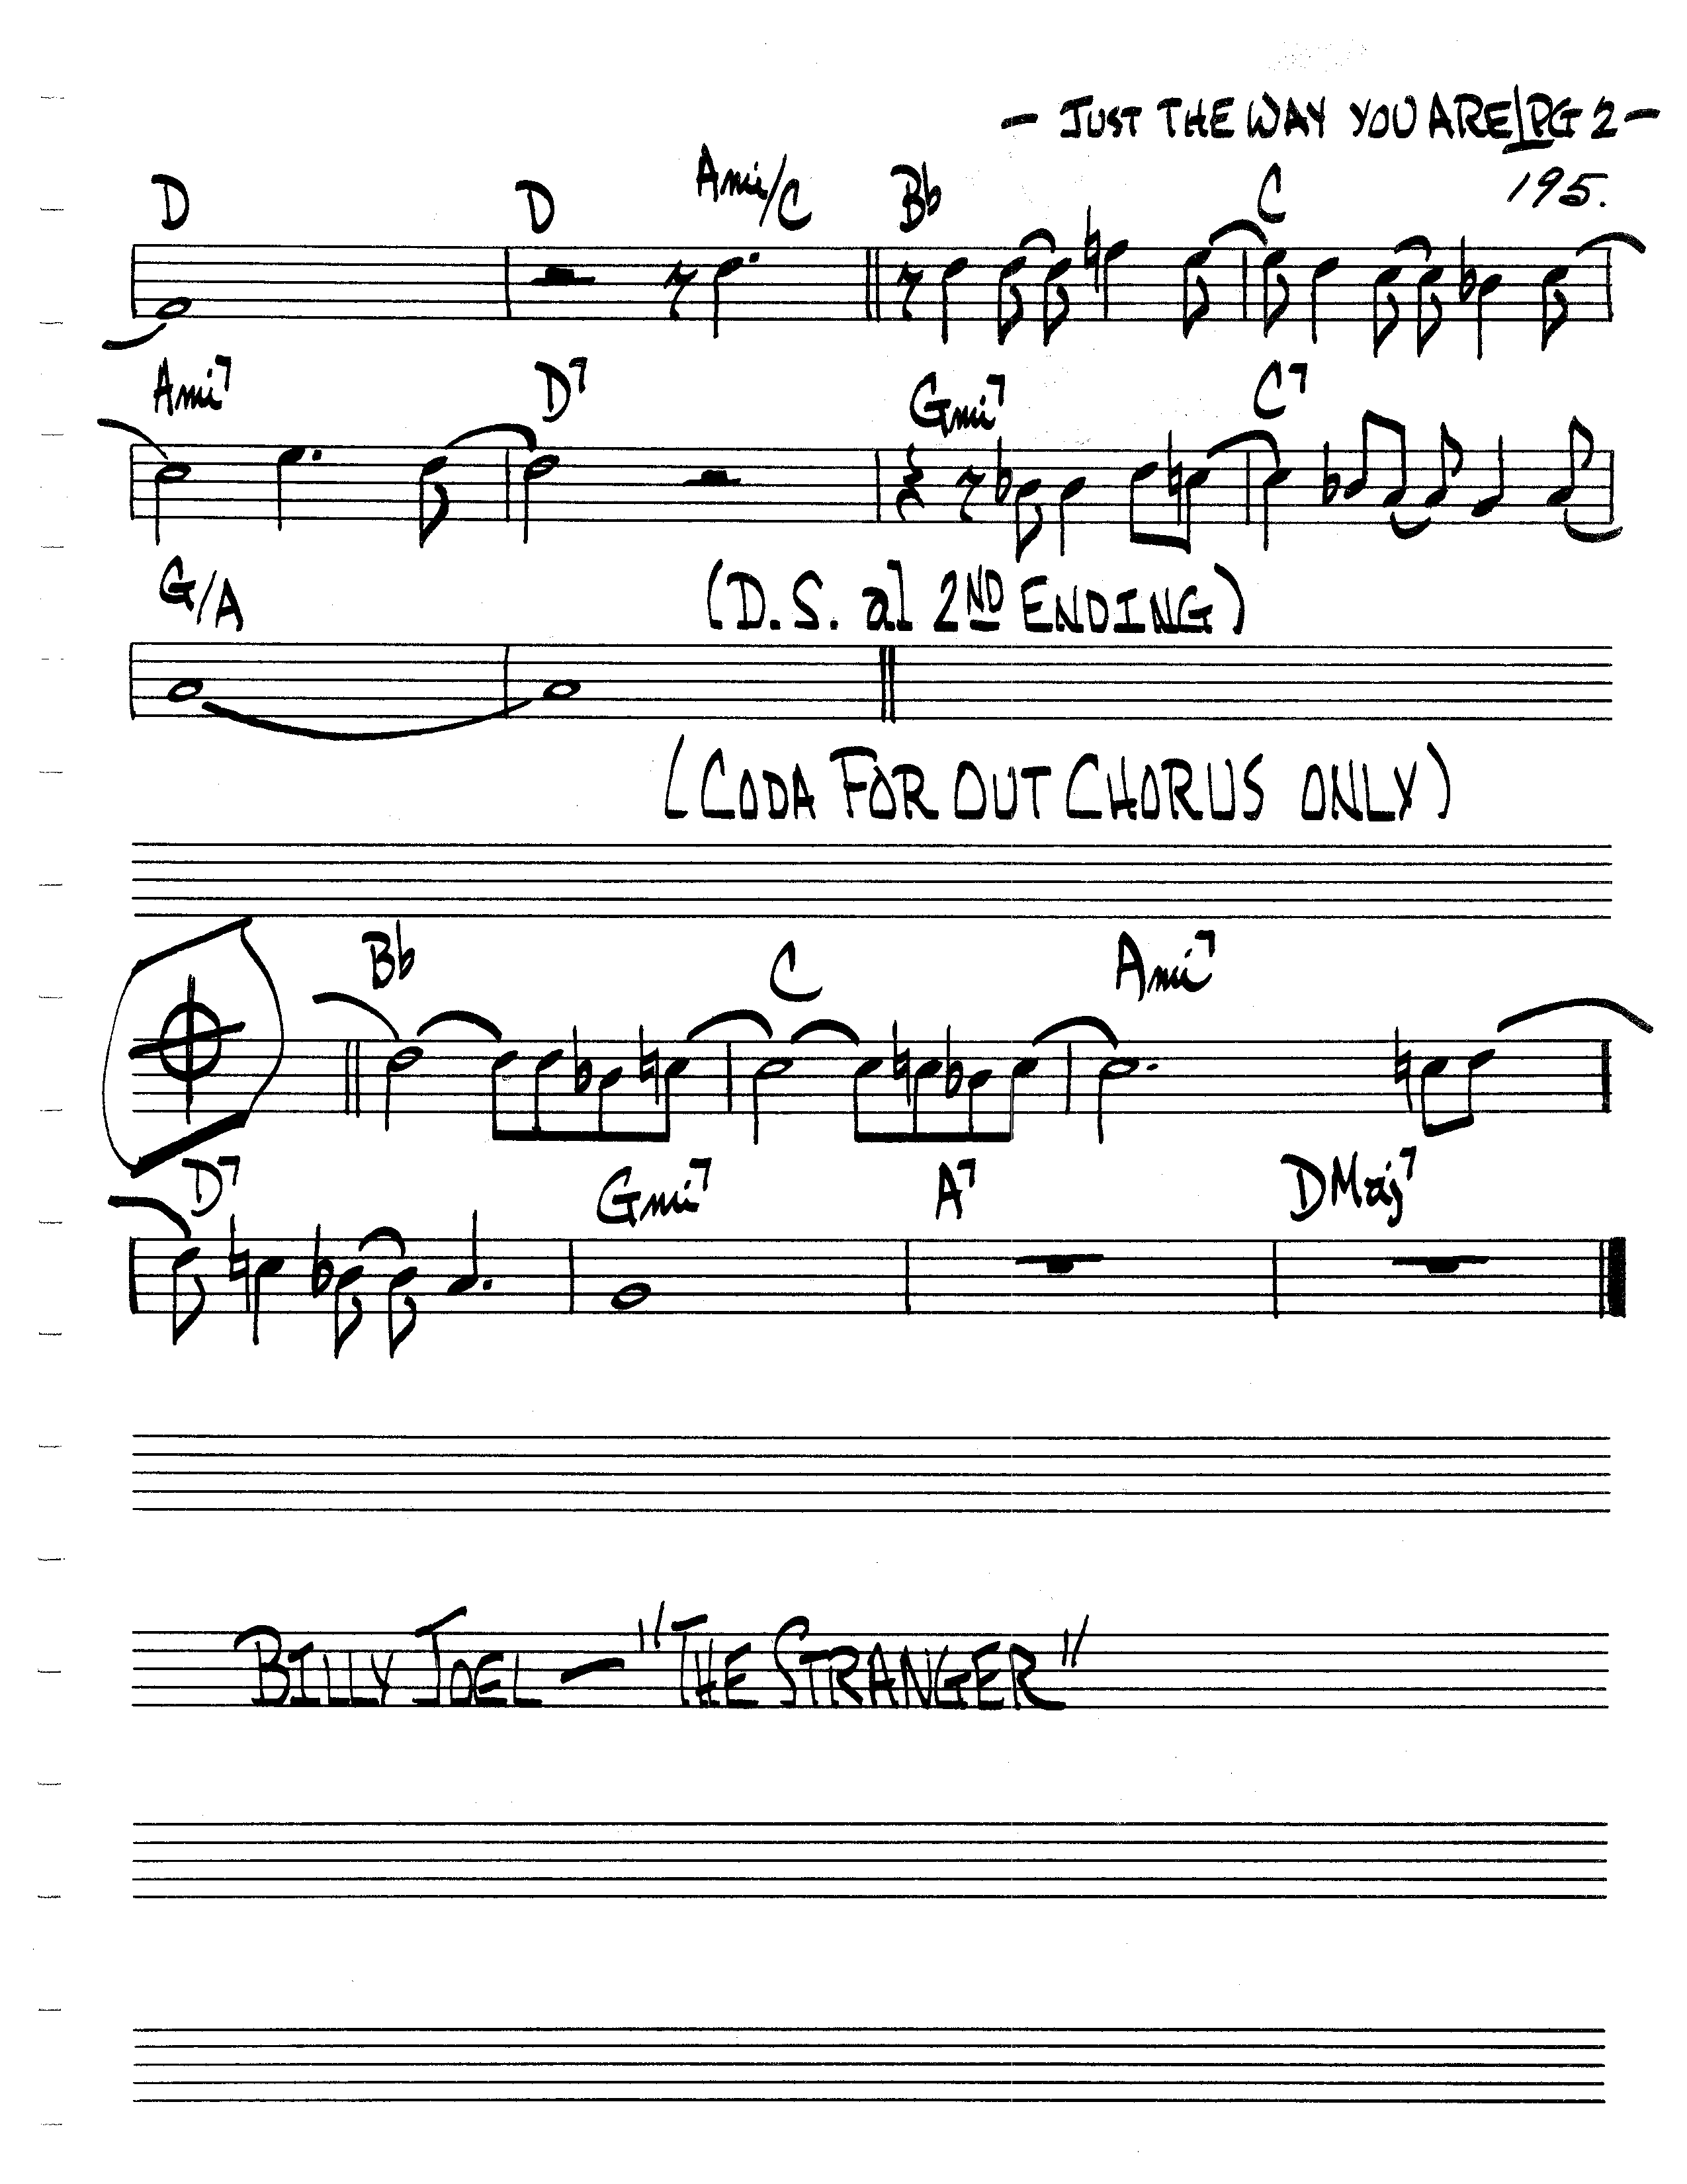 - JUST THE WAY YOU ARE/PG 2 -
195.
D D Ami/C Bb C
Ami7 D7 Gmi7 C7
G/A (D.S. al 2ND ENDING)
(CODA FOR OUT CHORUS ONLY)
Bb C Ami7
D7 Gmi7 A7 DMaj7
BILLY JOEL - "THE STRANGER"